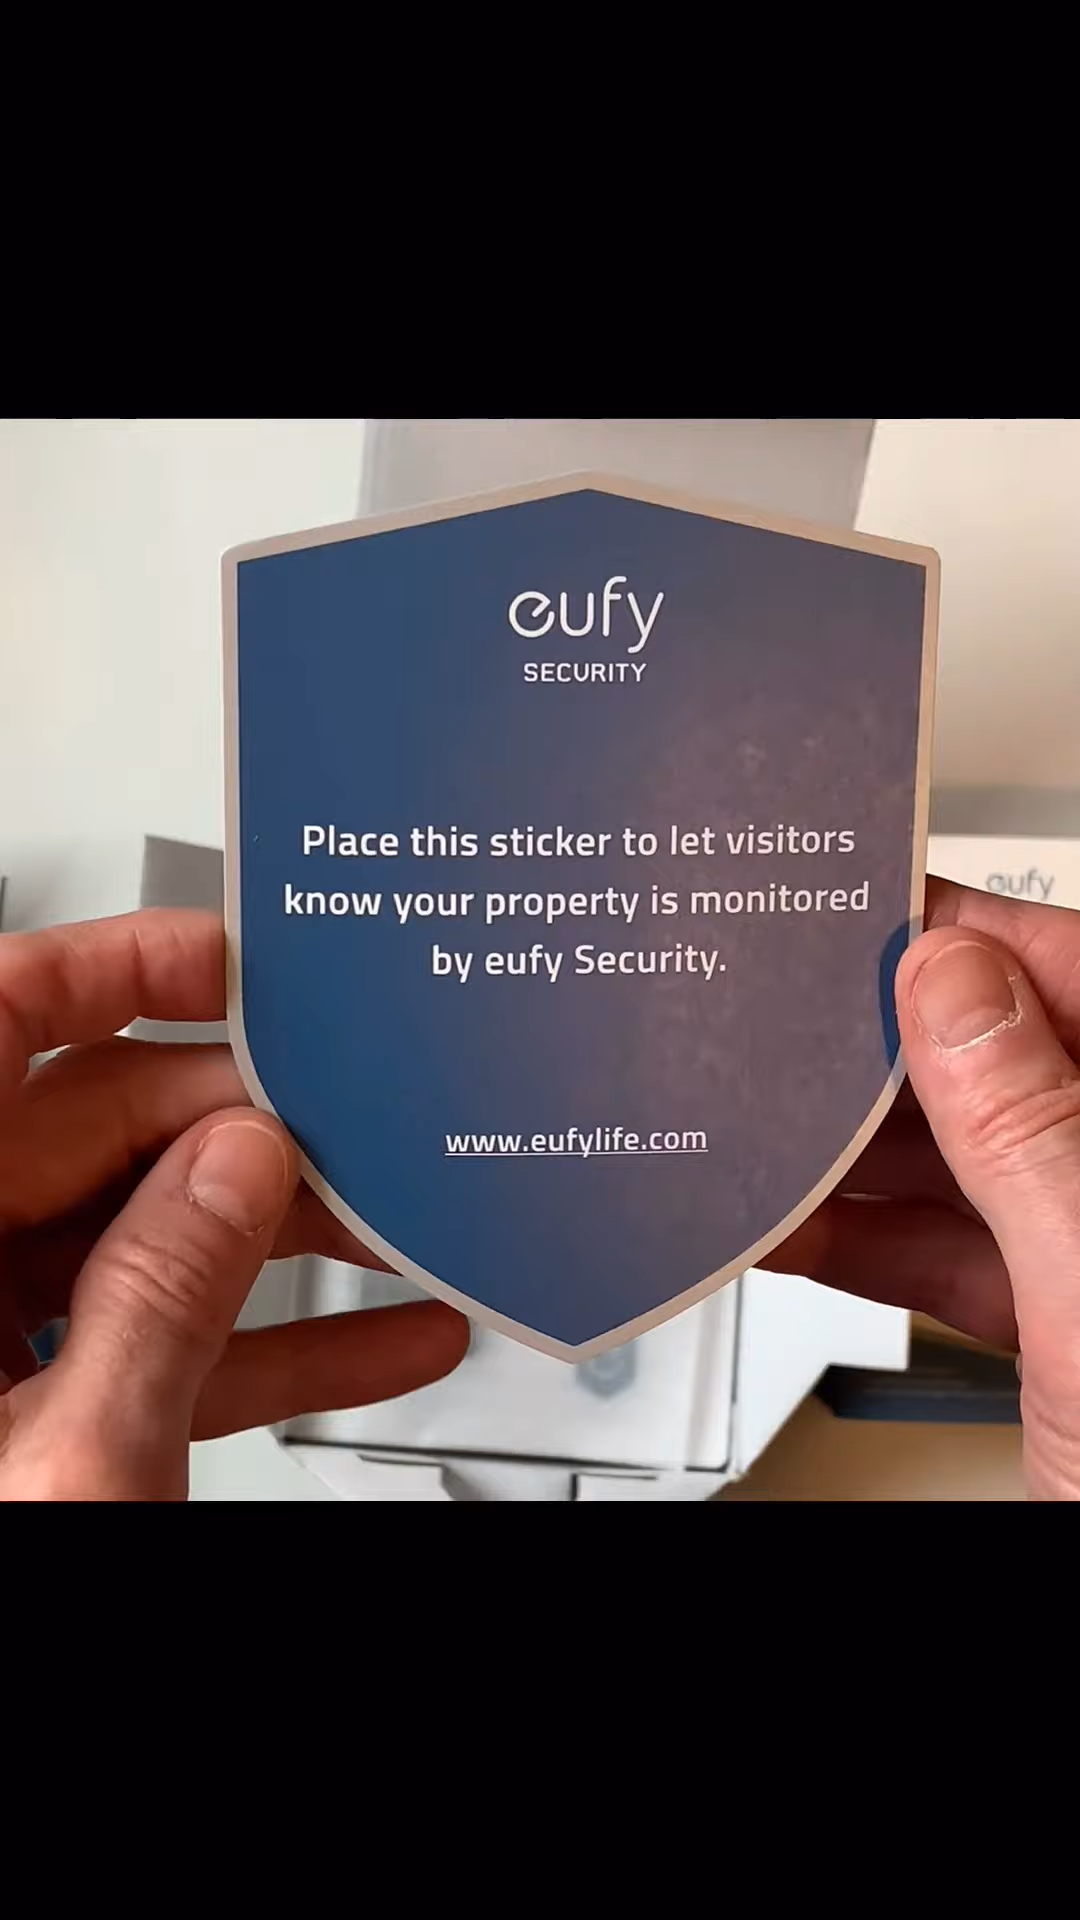 eufy
SECURITY
Place this sticker to let visitors
know your property is monitored
by eufy Security.
www.eufylife.com
eufy